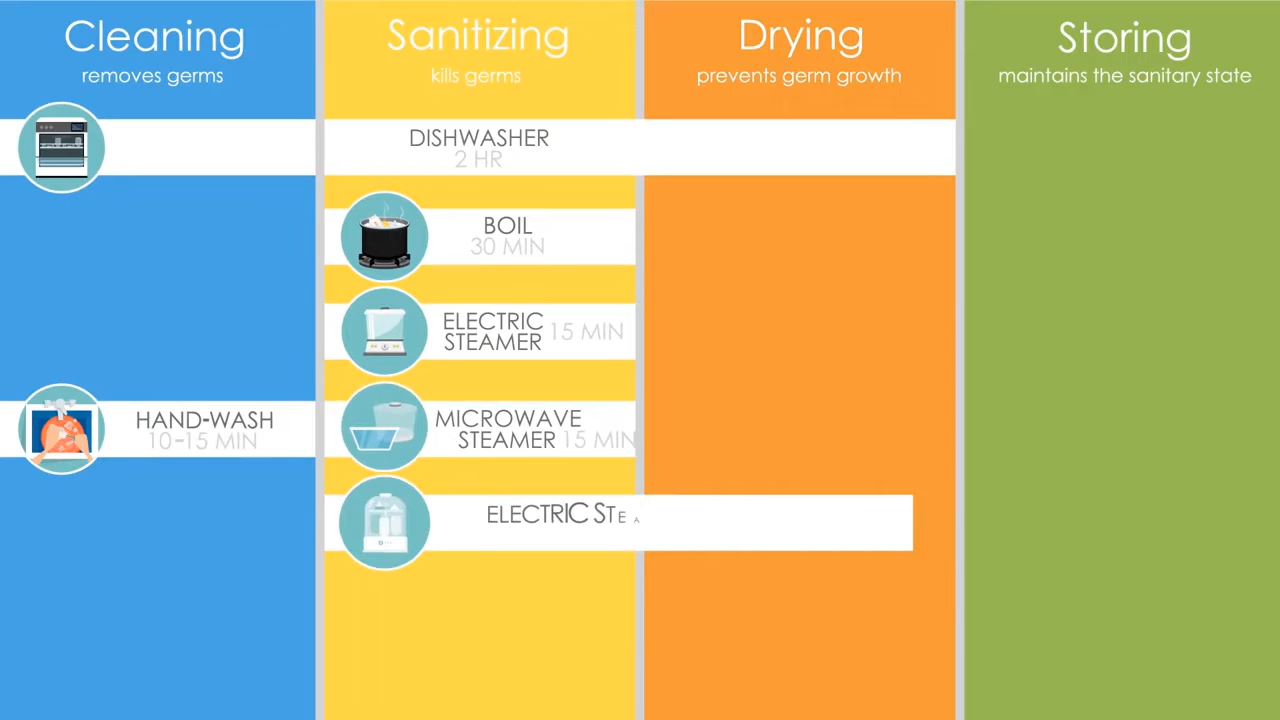 Cleaning
removes germs
Sanitizing
kills germs
Drying
prevents germ growth
Storing
maintains the sanitary state
DISHWASHER
2 HR
BOIL
30 MIN
ELECTRIC
STEAMER 15 MIN
HAND-WASH
10-15 MIN
MICROWAVE
STEAMER 15 MIN
ELECTRIC STEA